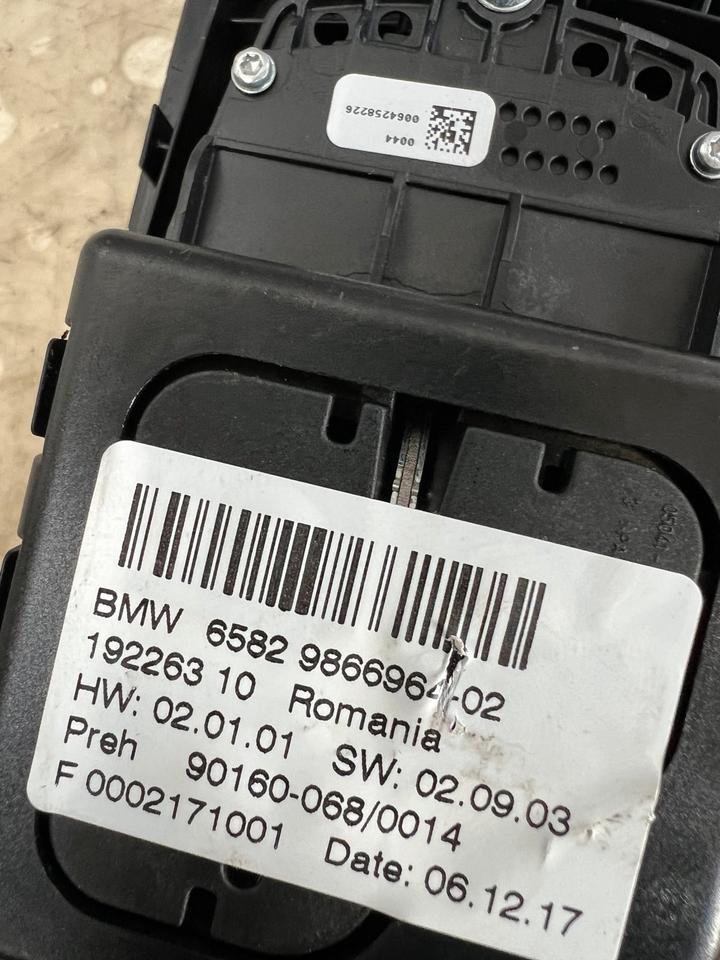 0044
0064258226
BMW 6582 9866964-02
192263 10 Romania
HW: 02.01.01 SW: 02.09.03
Preh 90160-068/0014
F 0002171001 Date: 06.12.17